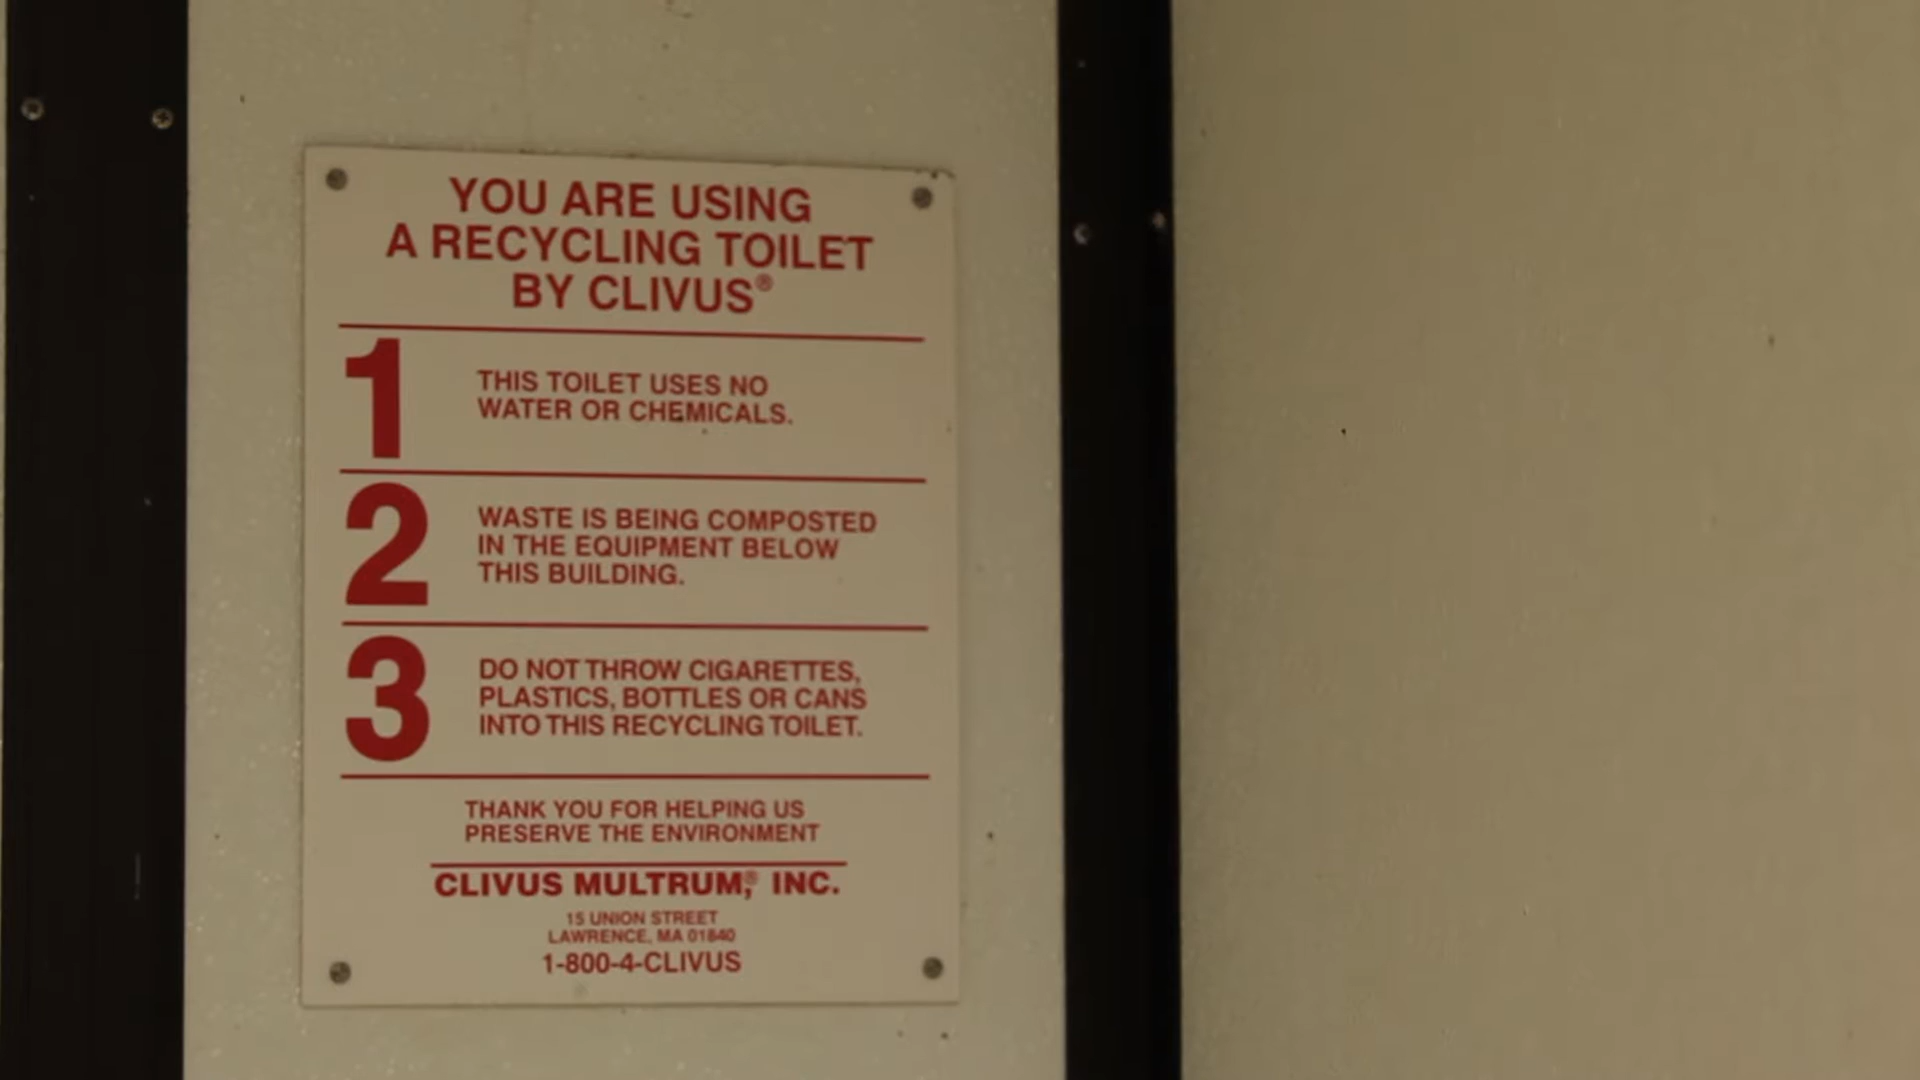 YOU ARE USING
A RECYCLING TOILET
BY CLIVUS®
1
THIS TOILET USES NO
WATER OR CHEMICALS.
2
WASTE IS BEING COMPOSTED
IN THE EQUIPMENT BELOW
THIS BUILDING.
3
DO NOT THROW CIGARETTES,
PLASTICS, BOTTLES OR CANS
INTO THIS RECYCLING TOILET.
THANK YOU FOR HELPING US
PRESERVE THE ENVIRONMENT
CLIVUS MULTRUM,® INC.
15 UNION STREET
LAWRENCE, MA 01840
1-800-4-CLIVUS